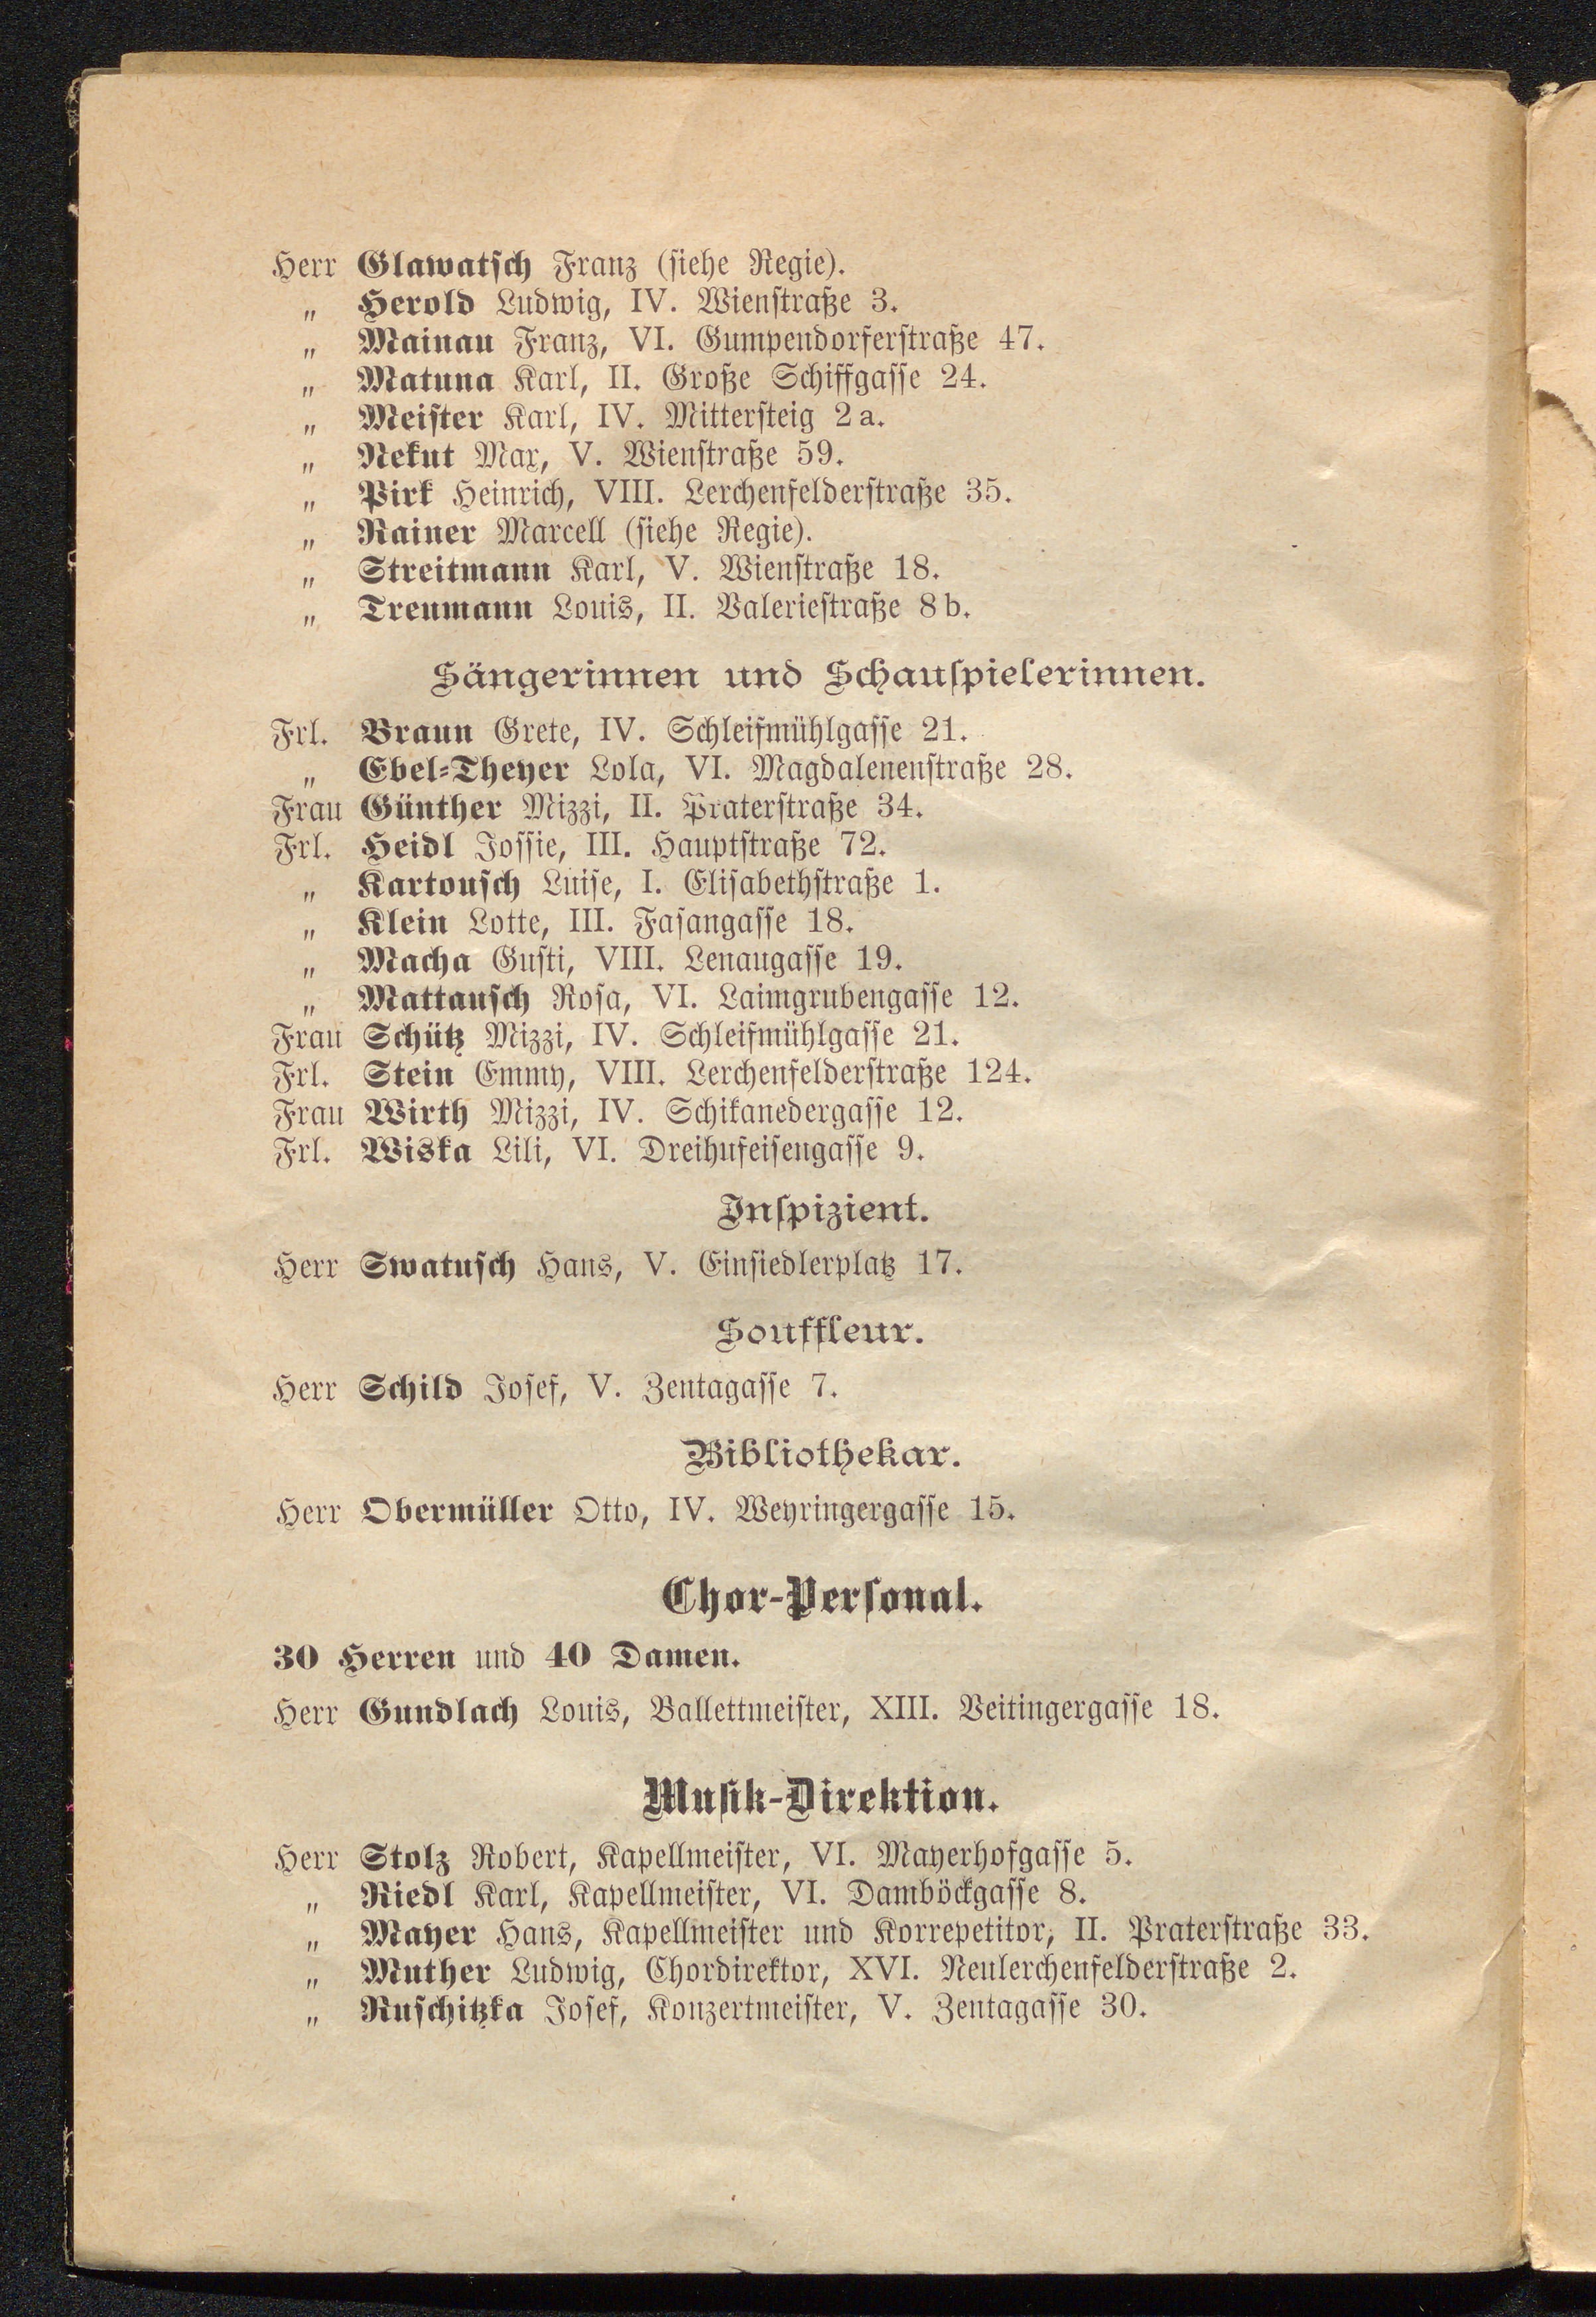 Herr Glawatsch Franz (siehe Regie).
„ Herold Ludwig, IV. Wienstraße 3.
„ Mainau Franz, VI. Gumpendorferstraße 47.
„ Matuna Karl, II. Große Schiffgasse 24.
„ Meister Karl, IV. Mittersteig 2 a.
„ Nekut Max, V. Wienstraße 59.
„ Pirk Heinrich, VIII. Lerchenfelderstraße 35.
„ Rainer Marcell (siehe Regie).
„ Streitmann Karl, V. Wienstraße 18.
„ Treumann Louis, II. Valeriestraße 8 b.
Sängerinnen und Schauspielerinnen.
Frl. Braun Grete, IV. Schleifmühlgasse 21.
„ Ebel-Theyer Lola, VI. Magdalenenstraße 28.
Frau Günther Mizzi, II. Praterstraße 34.
Frl. Heidl Jossie, III. Hauptstraße 72.
„ Kartousch Luise, I. Elisabethstraße 1.
„ Klein Lotte, III. Fasangasse 18.
„ Macha Gusti, VIII. Lenaugasse 19.
„ Mattausch Rosa, VI. Laimgrubengasse 12.
Frau Schütz Mizzi, IV. Schleifmühlgasse 21.
Frl. Stein Emmy, VIII. Lerchenfelderstraße 124.
Frau Wirth Mizzi, IV. Schikanedergasse 12.
Frl. Wiska Lili, VI. Dreihufeisengasse 9.
Inspizient.
Herr Swatusch Hans, V. Einsiedlerplatz 17.
Souffleur.
Herr Schild Josef, V. Zentagasse 7.
Bibliothekar.
Herr Obermüller Otto, IV. Weyringergasse 15.
Chor-Personal.
30 Herren und 40 Damen.
Herr Gundlach Louis, Ballettmeister, XIII. Veitingergasse 18.
Musik-Direktion.
Herr Stolz Robert, Kapellmeister, VI. Mayerhofgasse 5.
„ Riedl Karl, Kapellmeister, VI. Damböckgasse 8.
„ Mayer Hans, Kapellmeister und Korrepetitor, II. Praterstraße 33.
„ Muther Ludwig, Chordirektor, XVI. Neulerchenfelderstraße 2.
„ Ruschitzka Josef, Konzertmeister, V. Zentagasse 30.